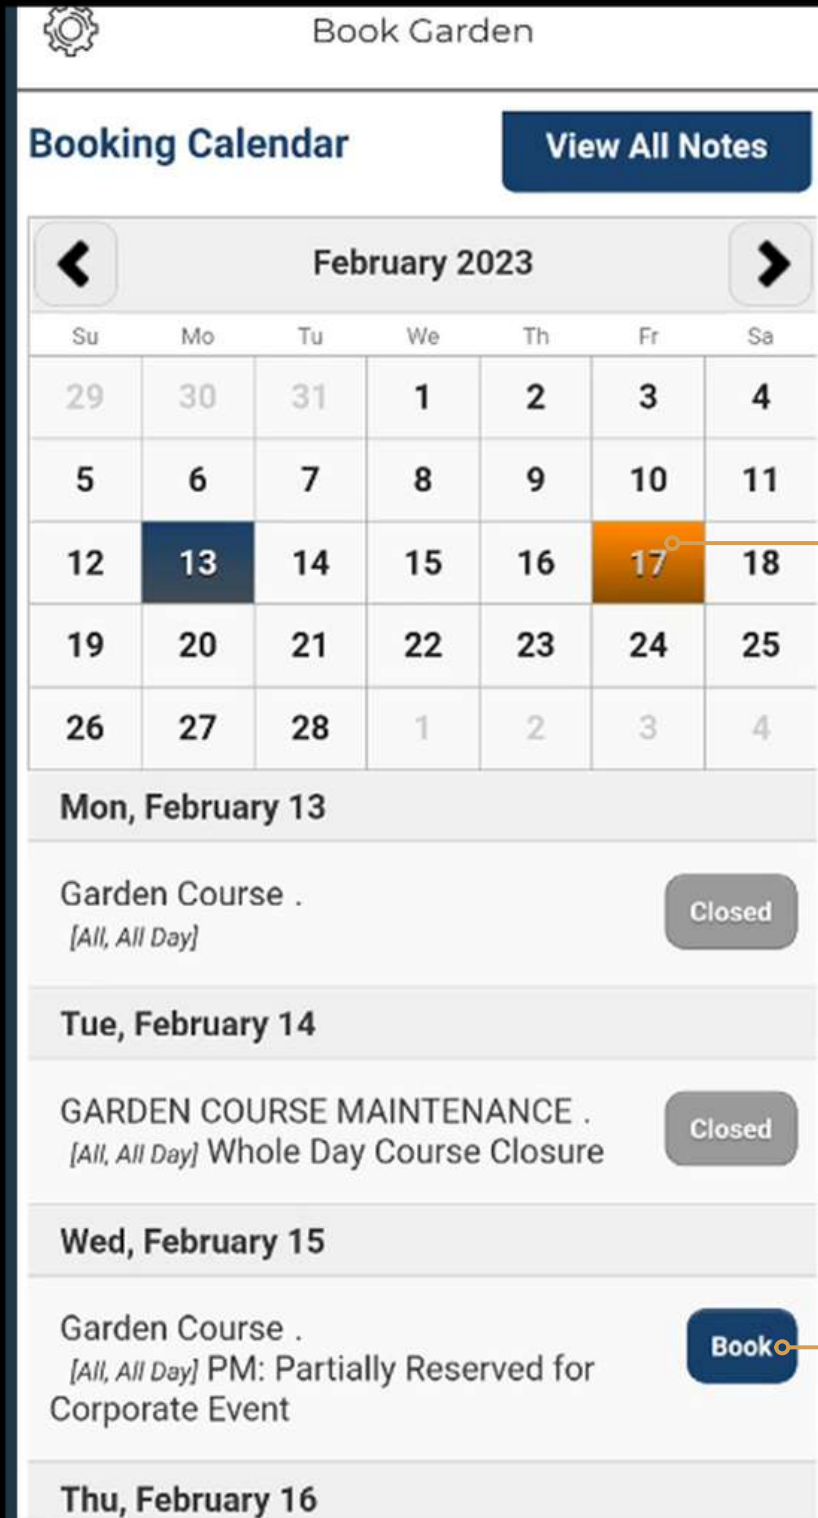 Book Garden
Booking Calendar
View All Notes
February 2023
Su Mo Tu We Th Fr Sa
29 30 31 1 2 3 4
5 6 7 8 9 10 11
12 13 14 15 16 17 18
19 20 21 22 23 24 25
26 27 28 1 2 3 4
Mon, February 13
Garden Course .
[All, All Day]
Closed
Tue, February 14
GARDEN COURSE MAINTENANCE .
[All, All Day] Whole Day Course Closure
Closed
Wed, February 15
Garden Course .
[All, All Day] PM: Partially Reserved for
Corporate Event
Book
Thu, February 16